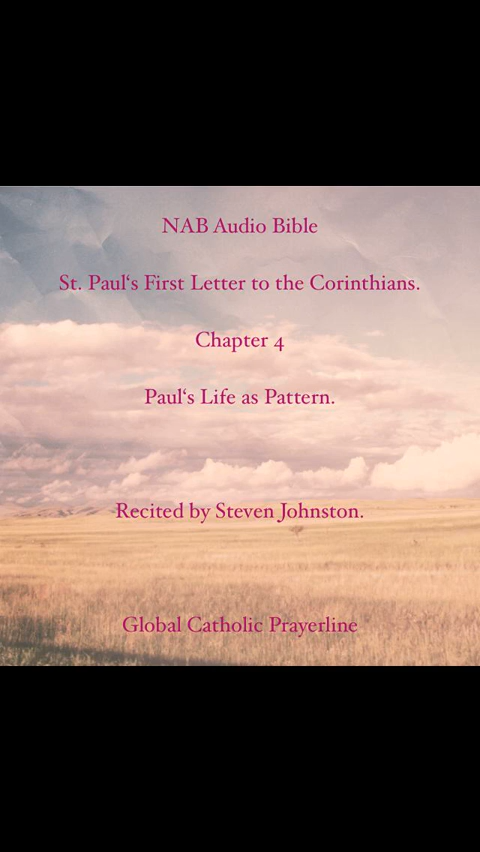 NAB Audio Bible
St. Paul‘s First Letter to the Corinthians.
Chapter 4
Paul‘s Life as Pattern.
Recited by Steven Johnston.
Global Catholic Prayerline